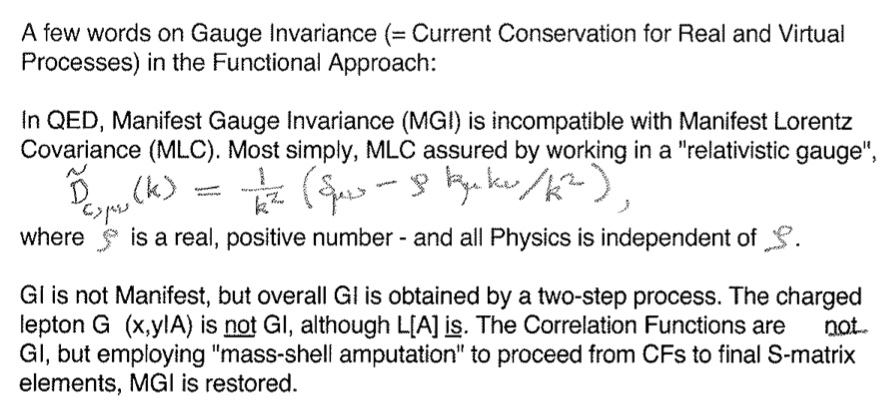 A few words on Gauge Invariance (= Current Conservation for Real and Virtual
Processes) in the Functional Approach:
In QED, Manifest Gauge Invariance (MGI) is incompatible with Manifest Lorentz
Covariance (MLC). Most simply, MLC assured by working in a "relativistic gauge",
D̃_{c,μν}(k) = 1/k² (δ_{μν} - ρ k_μ k_ν/k²),
where ρ is a real, positive number - and all Physics is independent of ρ.
GI is not Manifest, but overall GI is obtained by a two-step process. The charged
lepton G (x,y|A) is not GI, although L[A] is. The Correlation Functions are not
GI, but employing "mass-shell amputation" to proceed from CFs to final S-matrix
elements, MGI is restored.